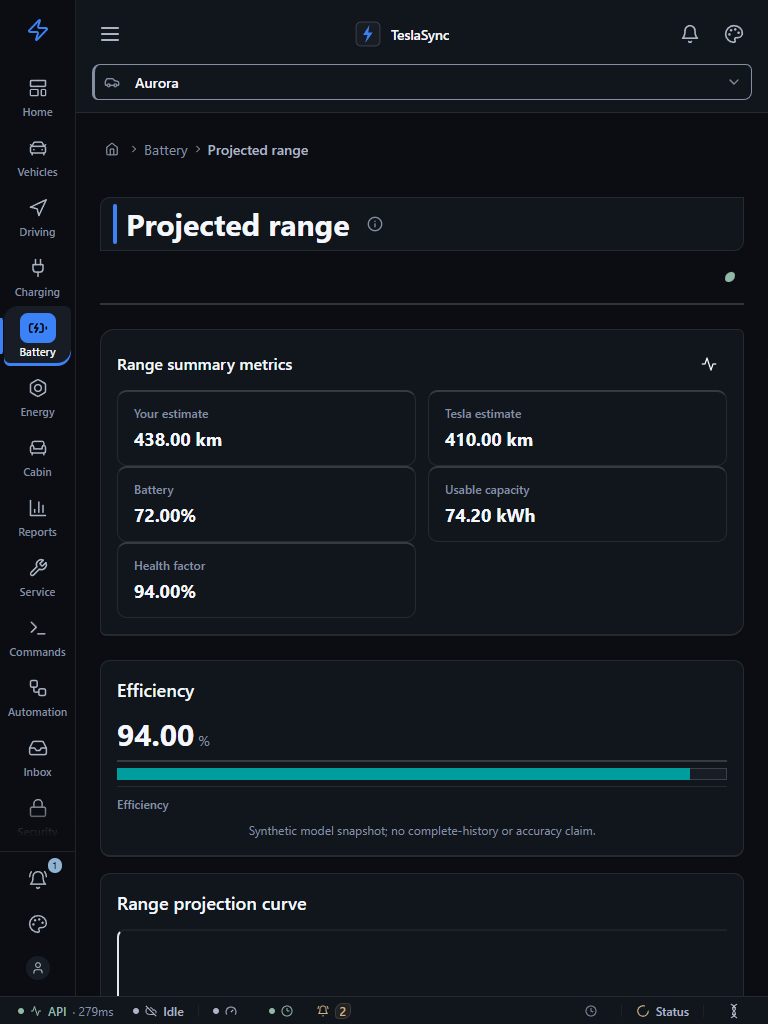 TeslaSync
Aurora
Home
Vehicles
Driving
Charging
Battery
Energy
Cabin
Reports
Service
Commands
Automation
Inbox
Security
1
Battery
Projected range
Projected range
Range summary metrics
Your estimate
438.00 km
Tesla estimate
410.00 km
Battery
72.00%
Usable capacity
74.20 kWh
Health factor
94.00%
Efficiency
94.00 %
Efficiency
Synthetic model snapshot; no complete-history or accuracy claim.
Range projection curve
API · 279ms
Idle
2
Status